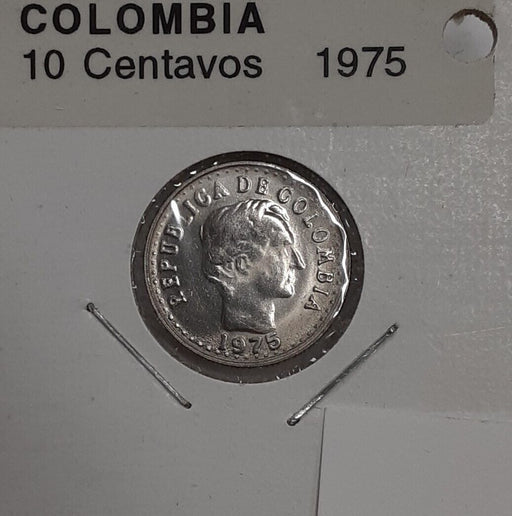 COLOMBIA
10 Centavos 1975
REPUBLICA DE COLOMBIA
1975